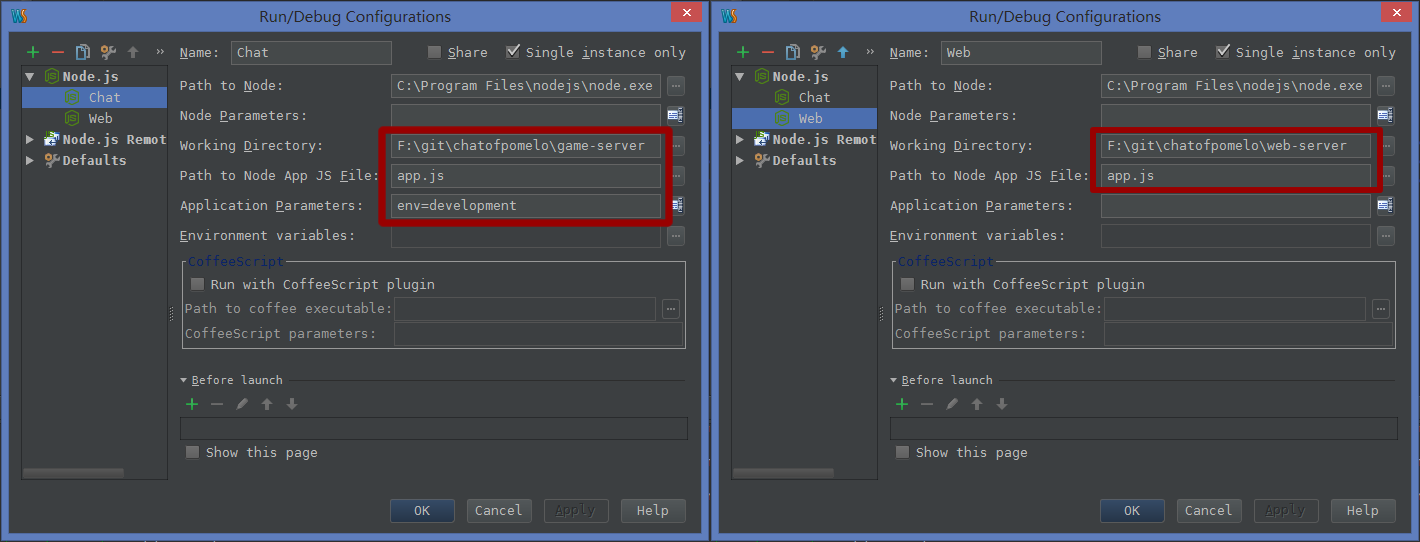 Run/Debug Configurations
Name: Chat Share Single instance only
Node.js
Chat
Web
Node.js Remot
Defaults
Path to Node: C:\Program Files\nodejs\node.exe
Node Parameters:
Working Directory: F:\git\chatofpomelo\game-server
Path to Node App JS File: app.js
Application Parameters: env=development
Environment variables:
CoffeeScript
Run with CoffeeScript plugin
Path to coffee executable:
CoffeeScript parameters:
Before launch
Show this page
OK Cancel Apply Help
Run/Debug Configurations
Name: Web Share Single instance only
Node.js
Chat
Web
Node.js Remot
Defaults
Path to Node: C:\Program Files\nodejs\node.exe
Node Parameters:
Working Directory: F:\git\chatofpomelo\web-server
Path to Node App JS File: app.js
Application Parameters:
Environment variables:
CoffeeScript
Run with CoffeeScript plugin
Path to coffee executable:
CoffeeScript parameters:
Before launch
Show this page
OK Cancel Apply Help